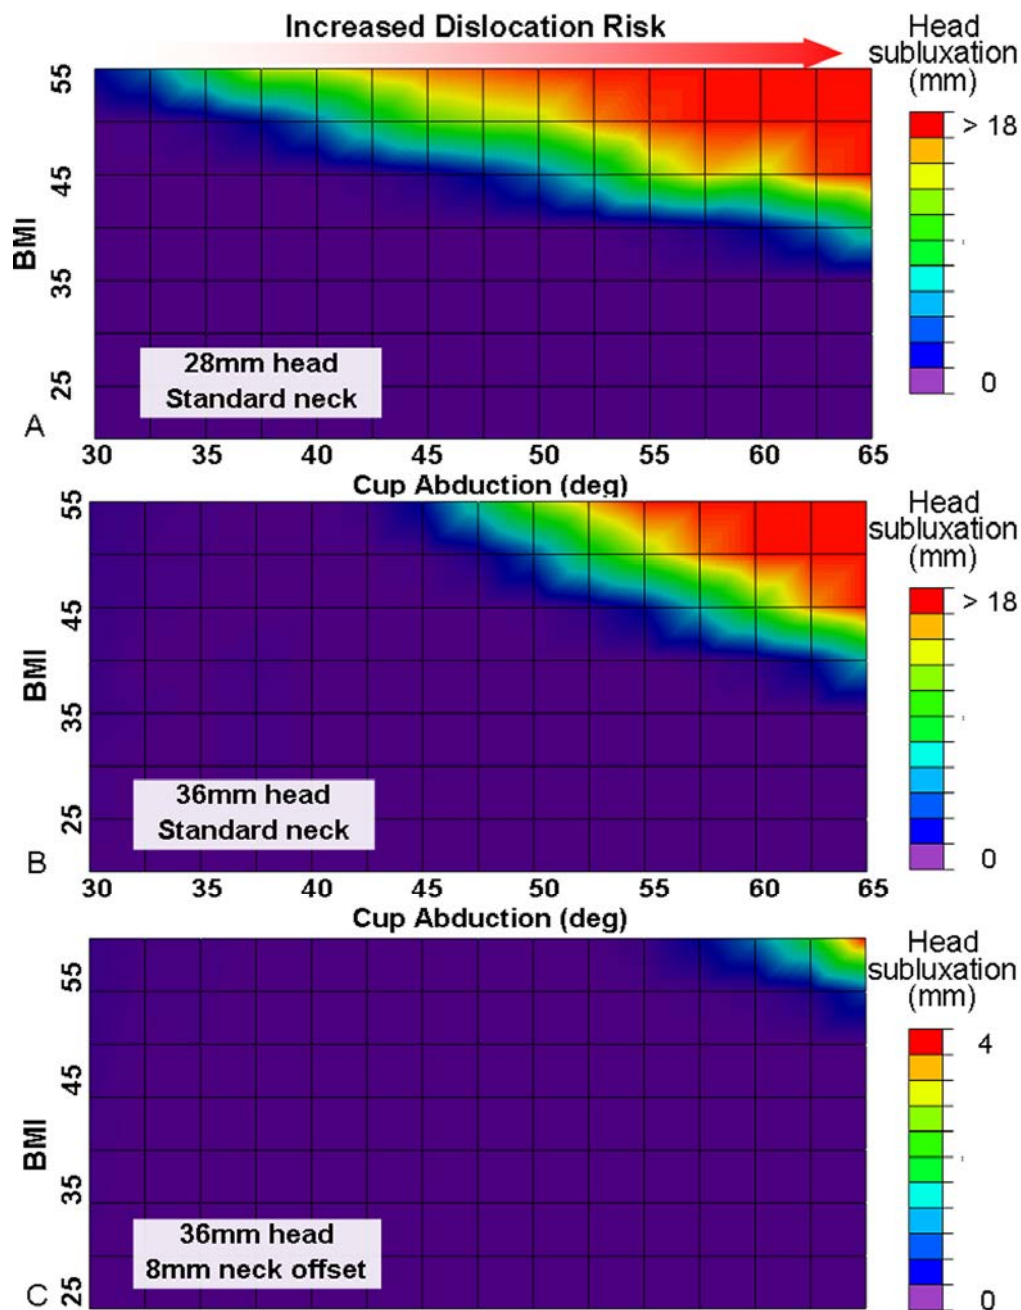 Increased Dislocation Risk
Head
subluxation
(mm)
> 18
0
55
45
35
25
BMI
28mm head
Standard neck
A
30 35 40 45 50 55 60 65
Cup Abduction (deg)
Head
subluxation
(mm)
> 18
0
55
45
35
25
BMI
36mm head
Standard neck
B
30 35 40 45 50 55 60 65
Cup Abduction (deg)
Head
subluxation
(mm)
4
0
55
45
35
25
BMI
36mm head
8mm neck offset
C